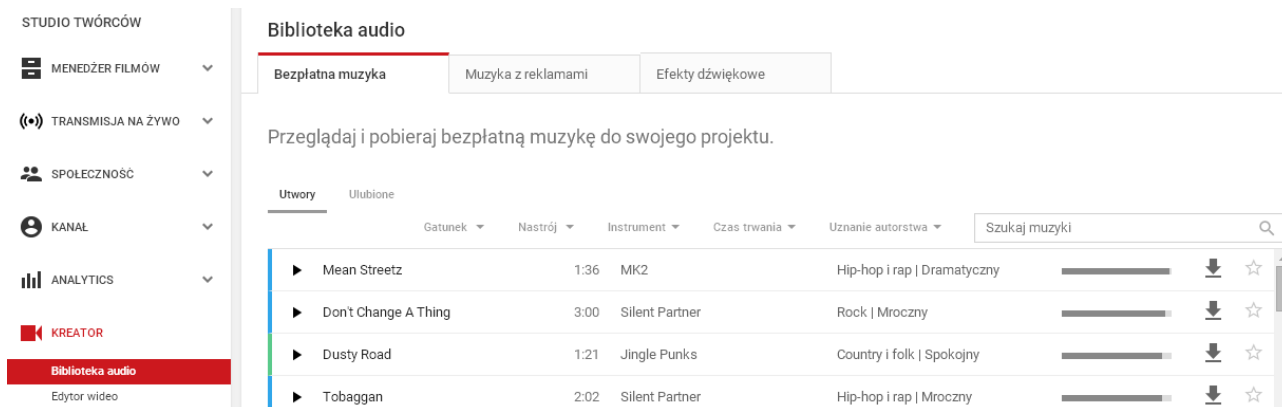 STUDIO TWÓRCÓW
MENEDŻER FILMÓW
TRANSMISJA NA ŻYWO
SPOŁECZNOŚĆ
KANAŁ
ANALYTICS
KREATOR
Biblioteka audio
Edytor wideo
Biblioteka audio
Bezpłatna muzyka Muzyka z reklamami Efekty dźwiękowe
Przeglądaj i pobieraj bezpłatną muzykę do swojego projektu.
Utwory Ulubione
Gatunek Nastrój Instrument Czas trwania Uznanie autorstwa Szukaj muzyki
Mean Streetz 1:36 MK2 Hip-hop i rap | Dramatyczny
Don't Change A Thing 3:00 Silent Partner Rock | Mroczny
Dusty Road 1:21 Jingle Punks Country i folk | Spokojny
Tobaggan 2:02 Silent Partner Hip-hop i rap | Mroczny